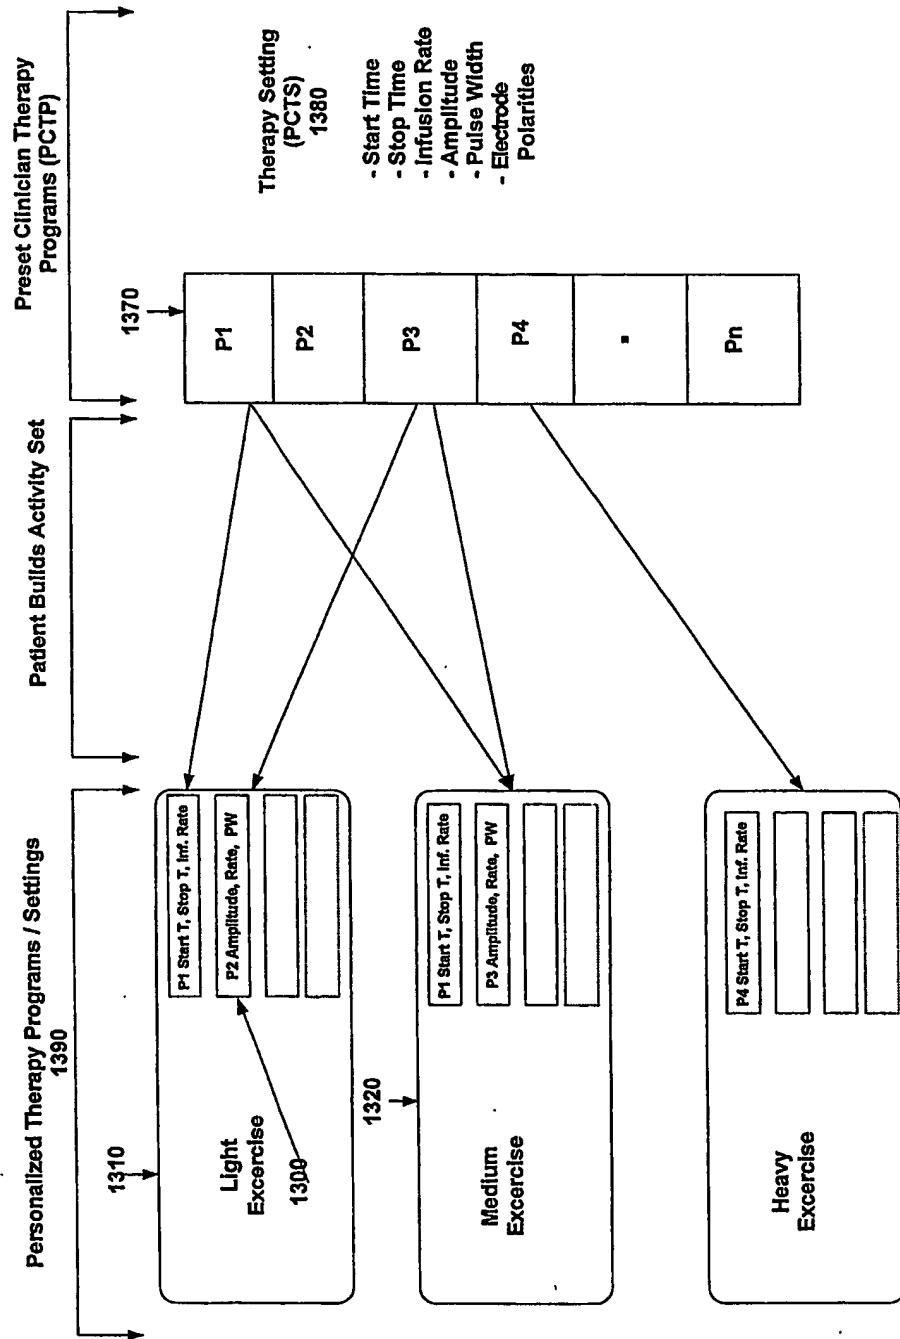 Personalized Therapy Programs / Settings
1390
Patient Builds Activity Set
Preset Clinician Therapy
Programs (PCTP)
1310
Light
Excercise
1300
P1 Start T, Stop T, Inf. Rate
P2 Amplitude, Rate, PW
1320
Medium
Excercise
P1 Start T, Stop T, Inf. Rate
P3 Amplitude, Rate, PW
Heavy
Excercise
P4 Start T, Stop T, Inf. Rate
1370
P1
P2
P3
P4
Pn
Therapy Setting
(PCTS)
1380
- Start Time
- Stop Time
- Infusion Rate
- Amplitude
- Pulse Width
- Electrode
Polarities